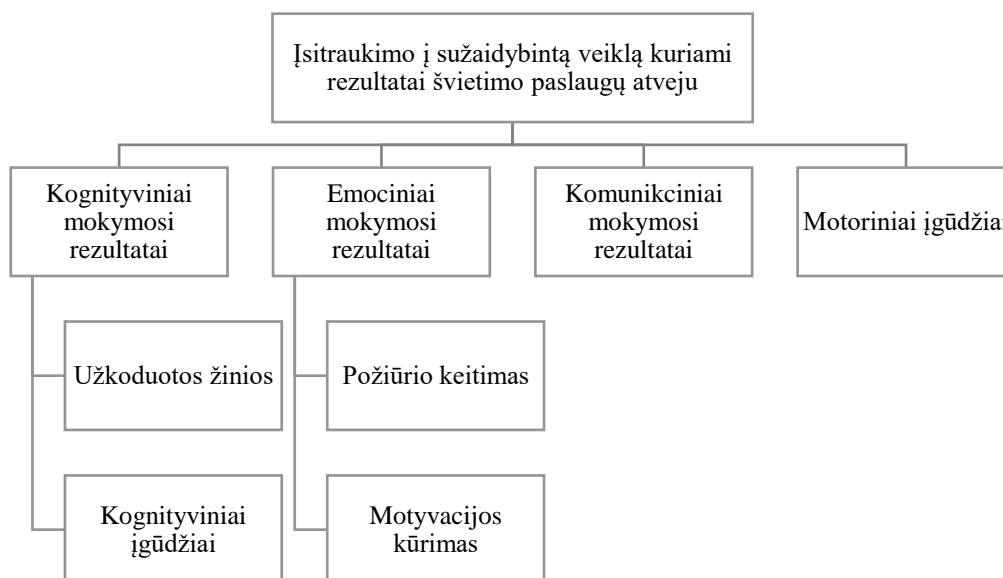 Įsitraukimo į sužaidybintą veiklą kuriami
rezultatai švietimo paslaugų atveju
Kognityviniai
mokymosi
rezultatai
Emociniai
mokymosi
rezultatai
Komunikciniai
mokymosi
rezultatai
Motoriniai įgūdžiai
Užkoduotos žinios
Požiūrio keitimas
Kognityviniai
įgūdžiai
Motyvacijos
kūrimas